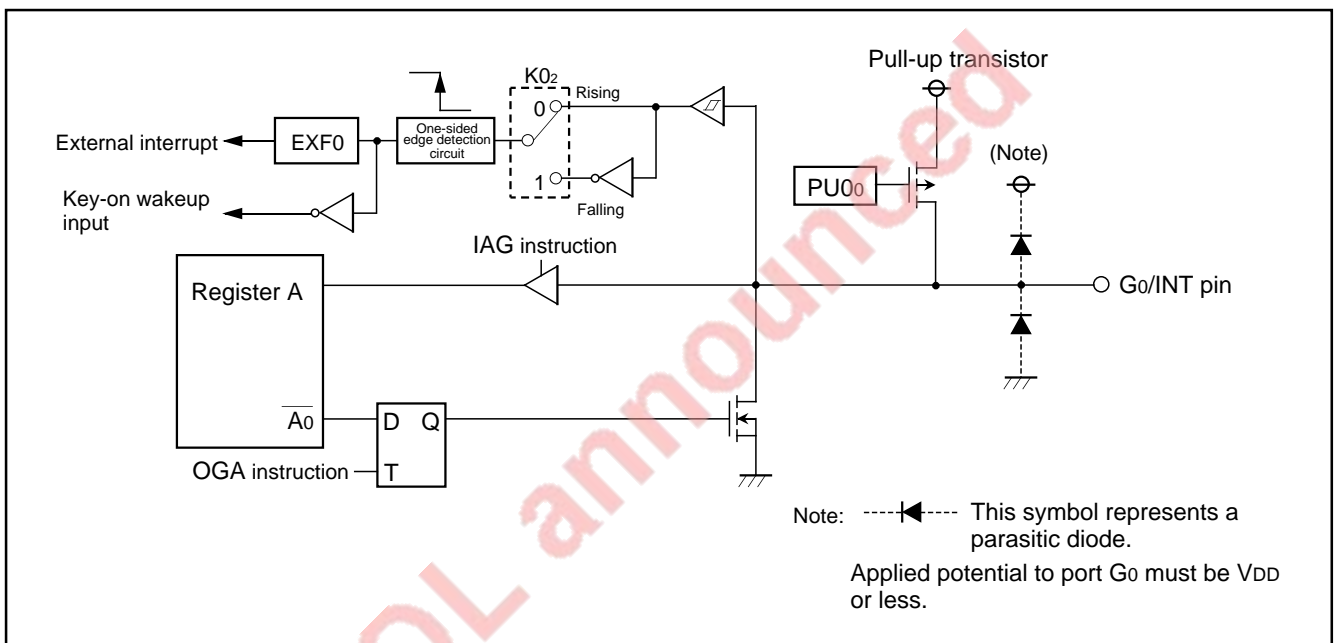 Pull-up transistor
K02
0
Rising
One-sided
edge detection
circuit
External interrupt
EXF0
(Note)
PU00
1
Falling
Key-on wakeup
input
IAG instruction
Register A
G0/INT pin
A0
D Q
T
OGA instruction
Note: This symbol represents a
parasitic diode.
Applied potential to port G0 must be VDD
or less.
OL announced